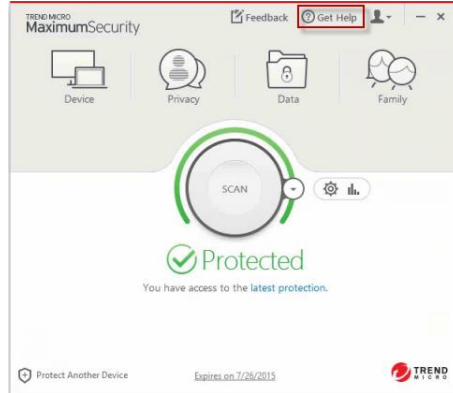 TREND MICRO
MaximumSecurity
Feedback
Get Help
Device
Privacy
Data
Family
SCAN
Protected
You have access to the latest protection.
Protect Another Device
Expires on 7/26/2015
TREND
MICRO